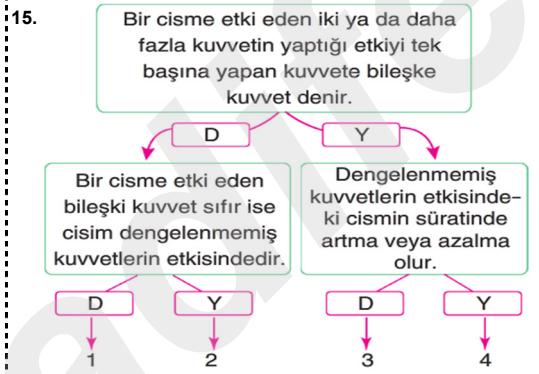 15.
Bir cisme etki eden iki ya da daha
fazla kuvvetin yaptığı etkiyi tek
başına yapan kuvvete bileşke
kuvvet denir.
D Y
Bir cisme etki eden
bileşki kuvvet sıfır ise
cisim dengelenmemiş
kuvvetlerin etkisindedir.
Dengelenmemiş
kuvvetlerin etkisinde-
ki cismin süratinde
artma veya azalma
olur.
D Y D Y
1 2 3 4